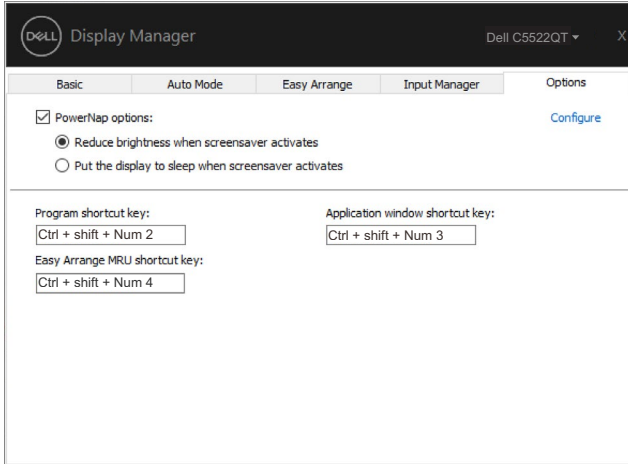 DELL Display Manager Dell C5522QT X
Basic Auto Mode Easy Arrange Input Manager Options
PowerNap options: Configure
Reduce brightness when screensaver activates
Put the display to sleep when screensaver activates
Program shortcut key: Application window shortcut key:
Ctrl + shift + Num 2 Ctrl + shift + Num 3
Easy Arrange MRU shortcut key:
Ctrl + shift + Num 4